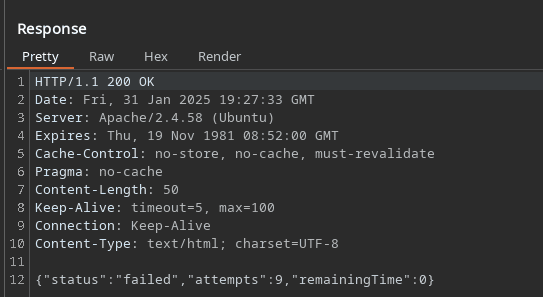 Response
Pretty Raw Hex Render
1 HTTP/1.1 200 OK
2 Date: Fri, 31 Jan 2025 19:27:33 GMT
3 Server: Apache/2.4.58 (Ubuntu)
4 Expires: Thu, 19 Nov 1981 08:52:00 GMT
5 Cache-Control: no-store, no-cache, must-revalidate
6 Pragma: no-cache
7 Content-Length: 50
8 Keep-Alive: timeout=5, max=100
9 Connection: Keep-Alive
10 Content-Type: text/html; charset=UTF-8
11
12 {"status":"failed","attempts":9,"remainingTime":0}